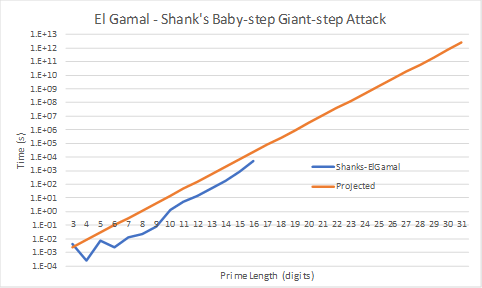 El Gamal - Shank's Baby-step Giant-step Attack
1.E+13
1.E+12
1.E+11
1.E+10
1.E+09
1.E+08
1.E+07
1.E+06
1.E+05
1.E+04
1.E+03
1.E+02
1.E+01
1.E+00
1.E-01
1.E-02
1.E-03
1.E-04
Time (s)
3 4 5 6 7 8 9 10 11 12 13 14 15 16 17 18 19 20 21 22 23 24 25 26 27 28 29 30 31
Shanks-ElGamal
Projected
Prime Length (digits)